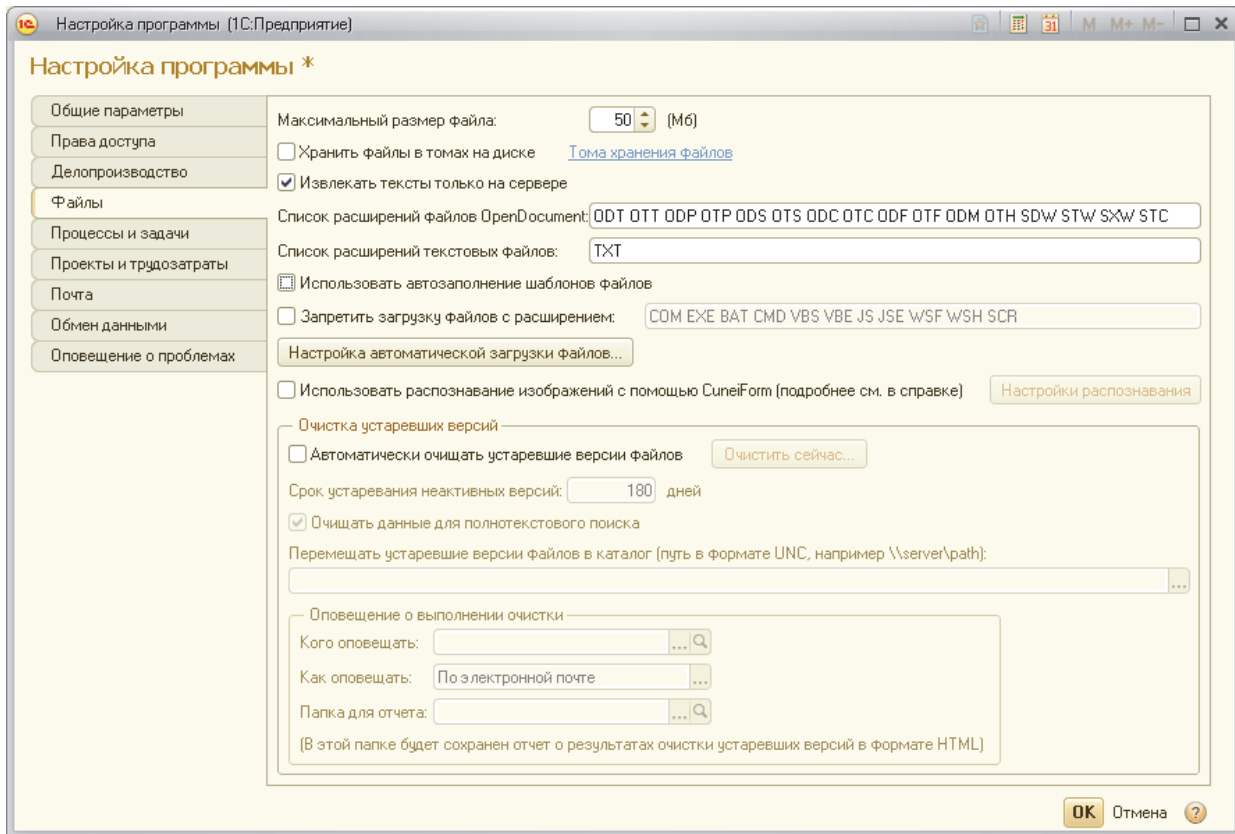 Настройка программы (1С:Предприятие)
31 M M+ M-
Настройка программы *
Общие параметры
Права доступа
Делопроизводство
Файлы
Процессы и задачи
Проекты и трудозатраты
Почта
Обмен данными
Оповещение о проблемах
Максимальный размер файла: 50 (Мб)
Хранить файлы в томах на диске Тома хранения файлов
Извлекать тексты только на сервере
Список расширений файлов OpenDocument: ODT OTT ODP OTP ODS OTS ODC OTC ODF OTF ODM OTH SDW STW SXW STC
Список расширений текстовых файлов: TXT
Использовать автозаполнение шаблонов файлов
Запретить загрузку файлов с расширением: COM EXE BAT CMD VBS VBE JS JSE WSF WSH SCR
Настройка автоматической загрузки файлов...
Использовать распознавание изображений с помощью CuneiForm (подробнее см. в справке) Настройки распознавания
Очистка устаревших версий
Автоматически очищать устаревшие версии файлов Очистить сейчас...
Срок устаревания неактивных версий: 180 дней
Очищать данные для полнотекстового поиска
Перемещать устаревшие версии файлов в каталог (путь в формате UNC, например \\server\path):
...
Оповещение о выполнении очистки
Кого оповещать: ...
Как оповещать: По электронной почте ...
Папка для отчета: ...
(В этой папке будет сохранен отчет о результатах очистки устаревших версий в формате HTML)
OK Отмена ?